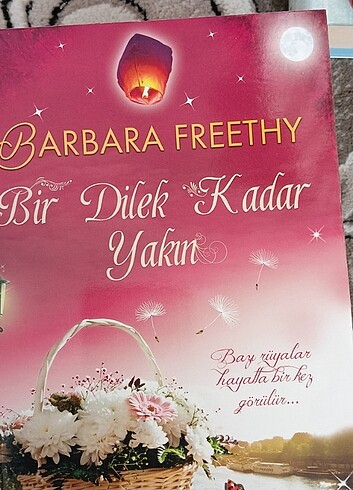 BARBARA FREETHY
Bir Dilek Kadar
Yakın
Bazı rüyalar
hayatta bir kez
görülür...